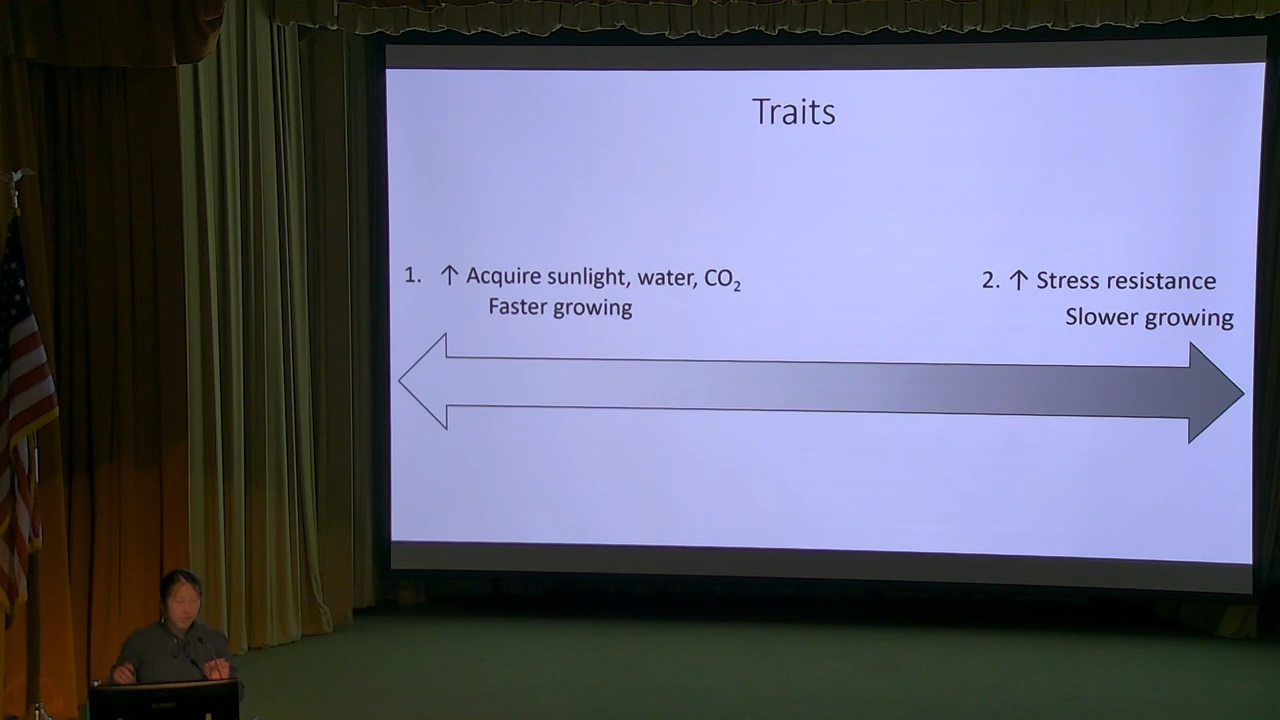 Traits
1. ↑ Acquire sunlight, water, CO₂
Faster growing
2. ↑ Stress resistance
Slower growing